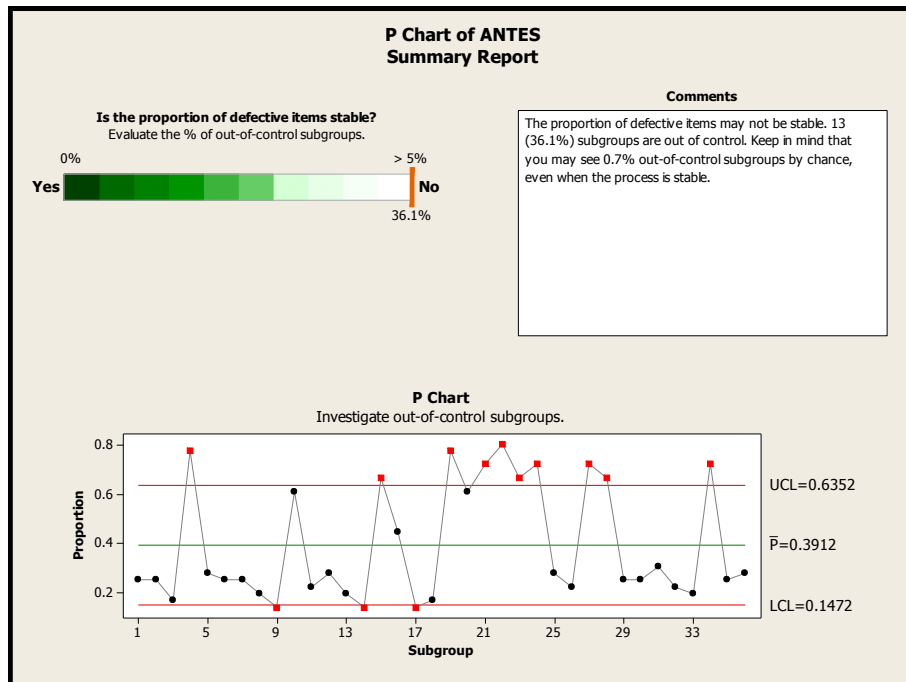 P Chart of ANTES
Summary Report
Is the proportion of defective items stable?
Evaluate the % of out-of-control subgroups.
0% > 5%
Yes No
36.1%
Comments
The proportion of defective items may not be stable. 13
(36.1%) subgroups are out of control. Keep in mind that
you may see 0.7% out-of-control subgroups by chance,
even when the process is stable.
P Chart
Investigate out-of-control subgroups.
Proportion
0.8
0.6
0.4
0.2
UCL=0.6352
P̅=0.3912
LCL=0.1472
1 5 9 13 17 21 25 29 33
Subgroup